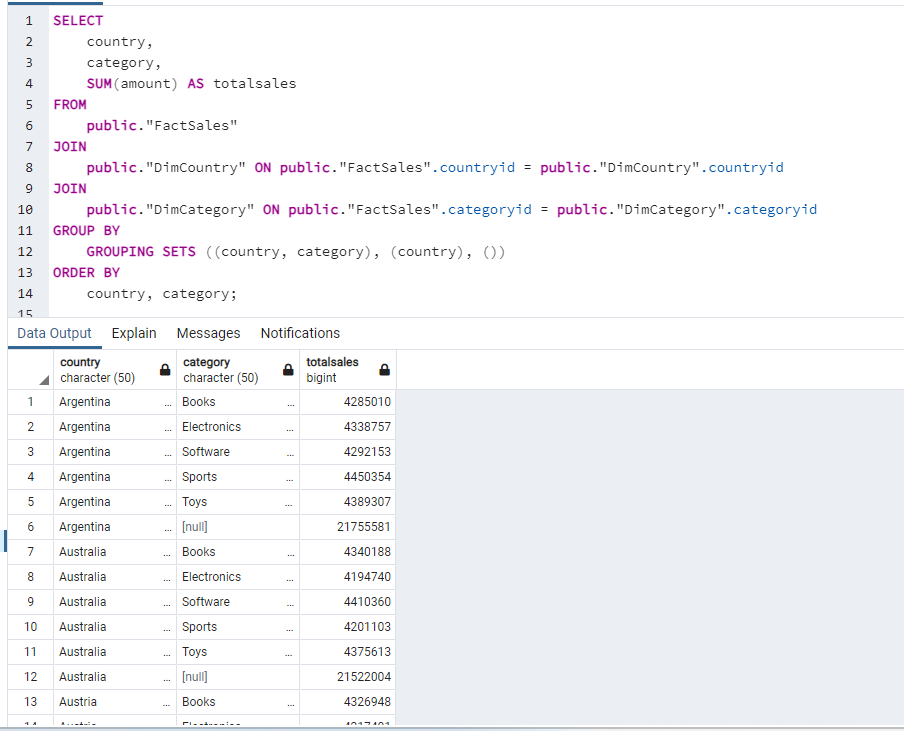 1 SELECT
2 country,
3 category,
4 SUM(amount) AS totalsales
5 FROM
6 public."FactSales"
7 JOIN
8 public."DimCountry" ON public."FactSales".countryid = public."DimCountry".countryid
9 JOIN
10 public."DimCategory" ON public."FactSales".categoryid = public."DimCategory".categoryid
11 GROUP BY
12 GROUPING SETS ((country, category), (country), ())
13 ORDER BY
14 country, category;
15
Data Output Explain Messages Notifications
country category totalsales
character (50) character (50) bigint
1 Argentina ... Books ... 4285010
2 Argentina ... Electronics ... 4338757
3 Argentina ... Software ... 4292153
4 Argentina ... Sports ... 4450354
5 Argentina ... Toys ... 4389307
6 Argentina ... [null] 21755581
7 Australia ... Books ... 4340188
8 Australia ... Electronics ... 4194740
9 Australia ... Software ... 4410360
10 Australia ... Sports ... 4201103
11 Australia ... Toys ... 4375613
12 Australia ... [null] 21522004
13 Austria ... Books ... 4326948
14 Austria ... Electronics ...